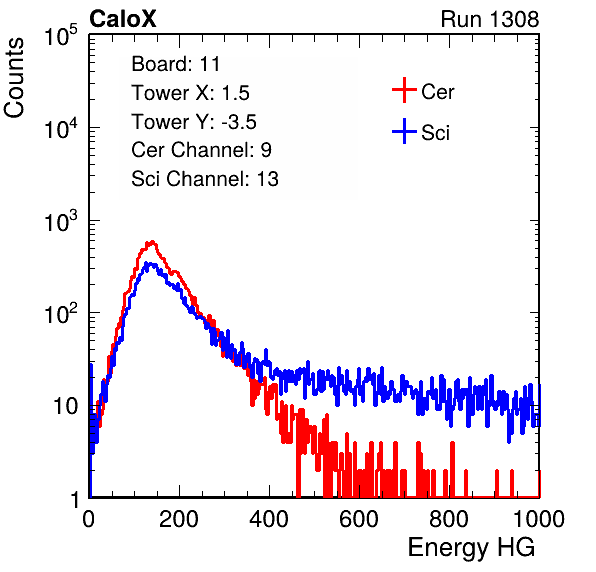 CaloX Run 1308
Counts
Board: 11
Tower X: 1.5
Tower Y: -3.5
Cer Channel: 9
Sci Channel: 13
Cer
Sci
10^5
10^4
10^3
10^2
10
1
0 200 400 600 800 1000
Energy HG